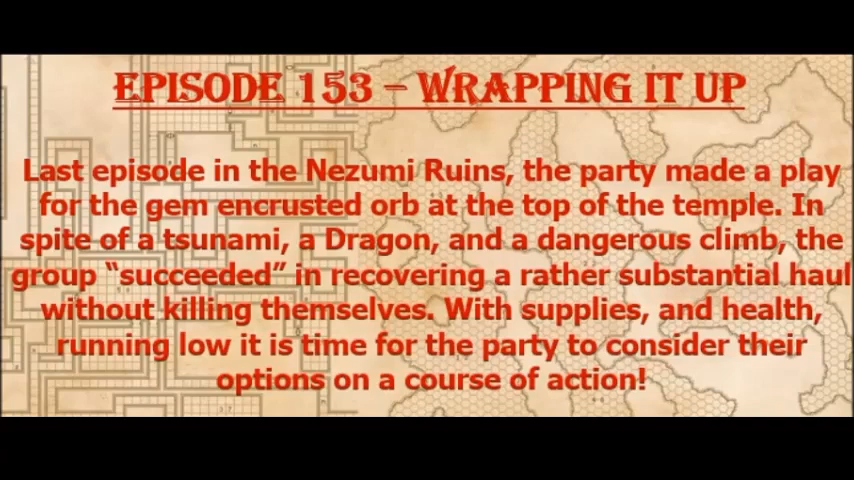 EPISODE 153 – WRAPPING IT UP
Last episode in the Nezumi Ruins, the party made a play
for the gem encrusted orb at the top of the temple. In
spite of a tsunami, a Dragon, and a dangerous climb, the
group “succeeded” in recovering a rather substantial haul
without killing themselves. With supplies, and health,
running low it is time for the party to consider their
options on a course of action!